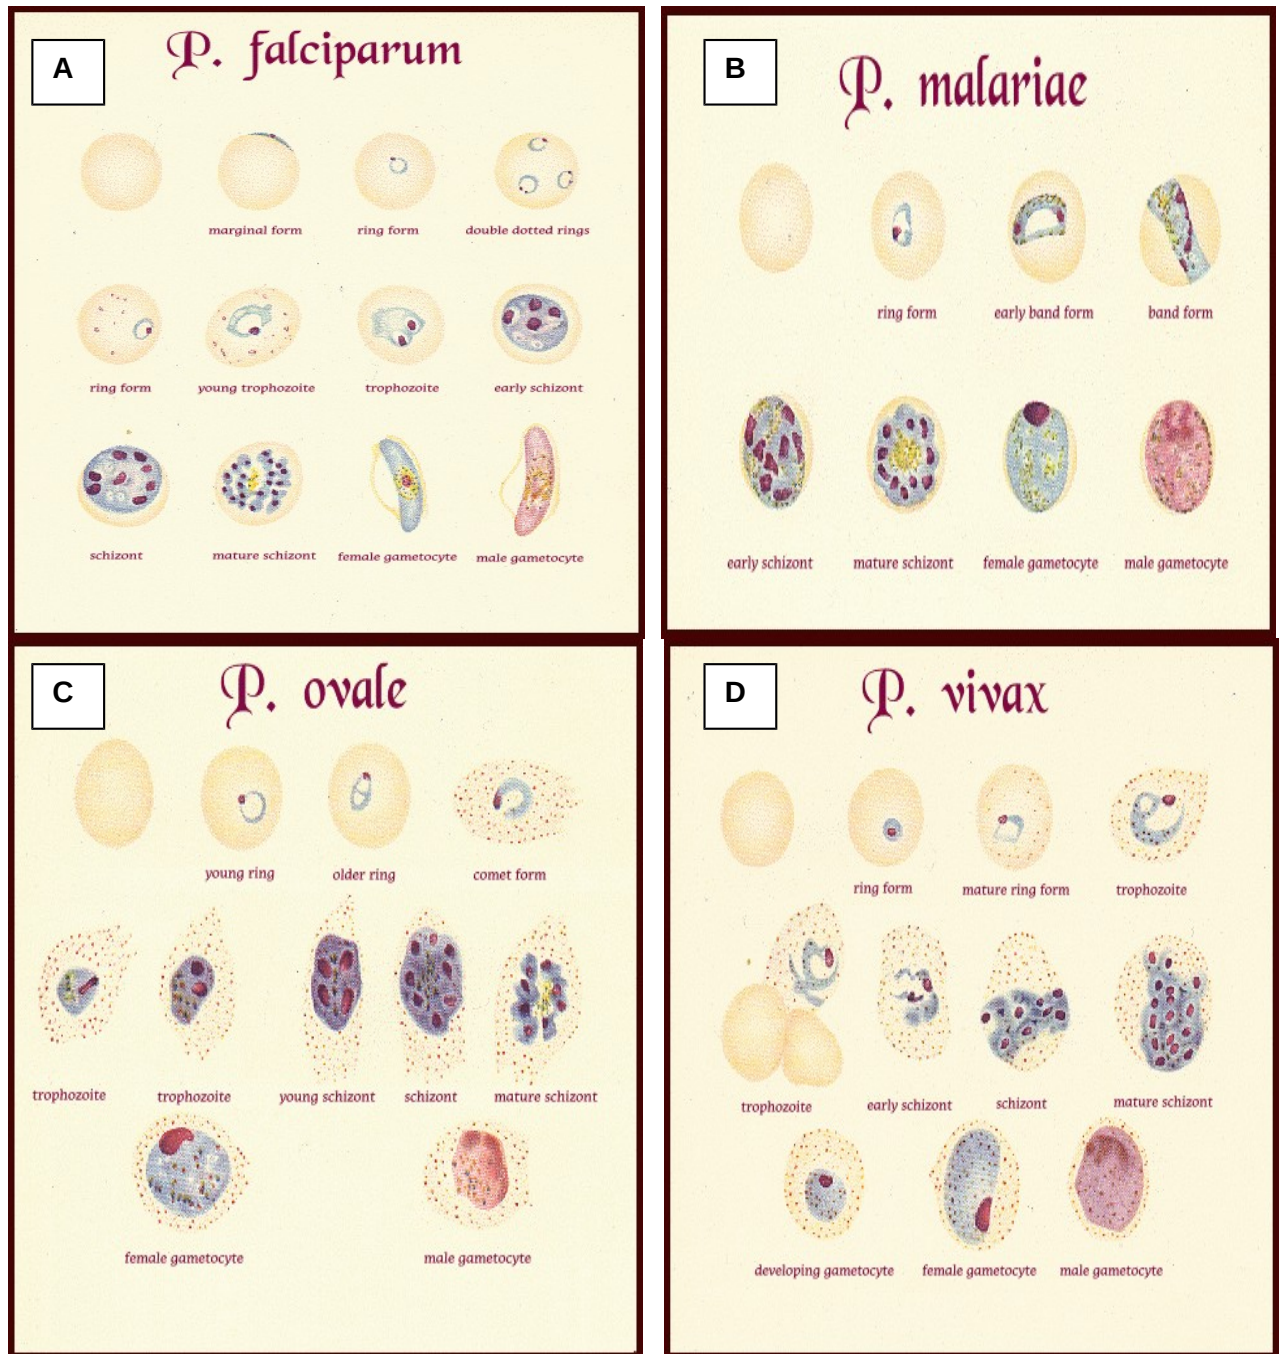 A
P. falciparum
marginal form ring form double dotted rings
ring form young trophozoite trophozoite early schizont
schizont mature schizont female gametocyte male gametocyte
B
P. malariae
ring form early band form band form
early schizont mature schizont female gametocyte male gametocyte
C
P. ovale
young ring older ring comet form
trophozoite trophozoite young schizont schizont mature schizont
female gametocyte male gametocyte
D
P. vivax
ring form mature ring form trophozoite
trophozoite early schizont schizont mature schizont
developing gametocyte female gametocyte male gametocyte